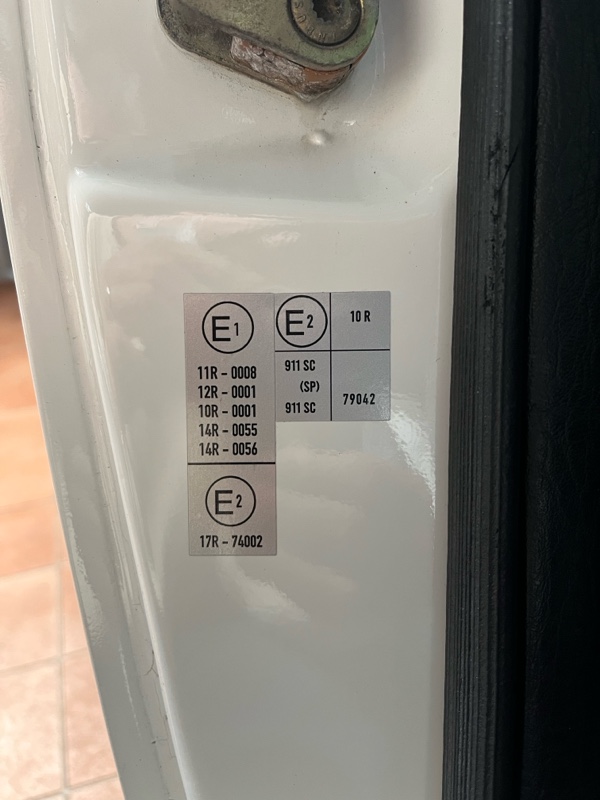 E1
11R - 0008
12R - 0001
10R - 0001
14R - 0055
14R - 0056
E2
17R - 74002
E2
10 R
911 SC
(SP)
911 SC
79042